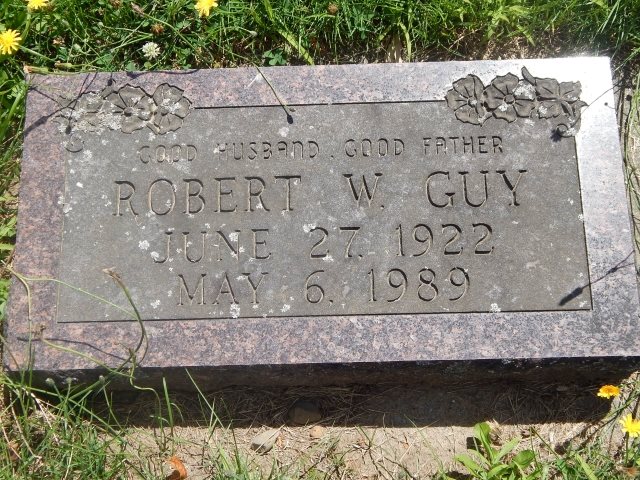 GOOD HUSBAND. GOOD FATHER
ROBERT W. GUY
JUNE 27, 1922
MAY 6, 1989